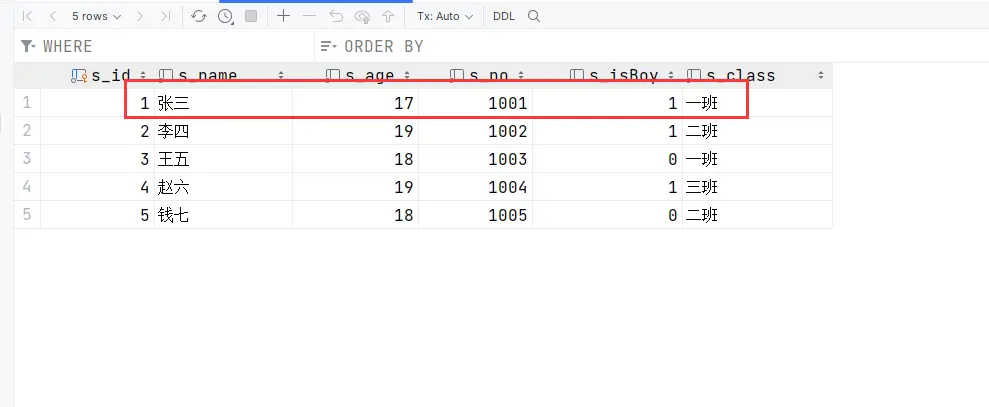 5 rows Tx: Auto DDL
WHERE ORDER BY
s_id s_name s_age s_no s_isBoy s_class
1 1 张三 17 1001 1 一班
2 2 李四 19 1002 1 二班
3 3 王五 18 1003 0 一班
4 4 赵六 19 1004 1 三班
5 5 钱七 18 1005 0 二班